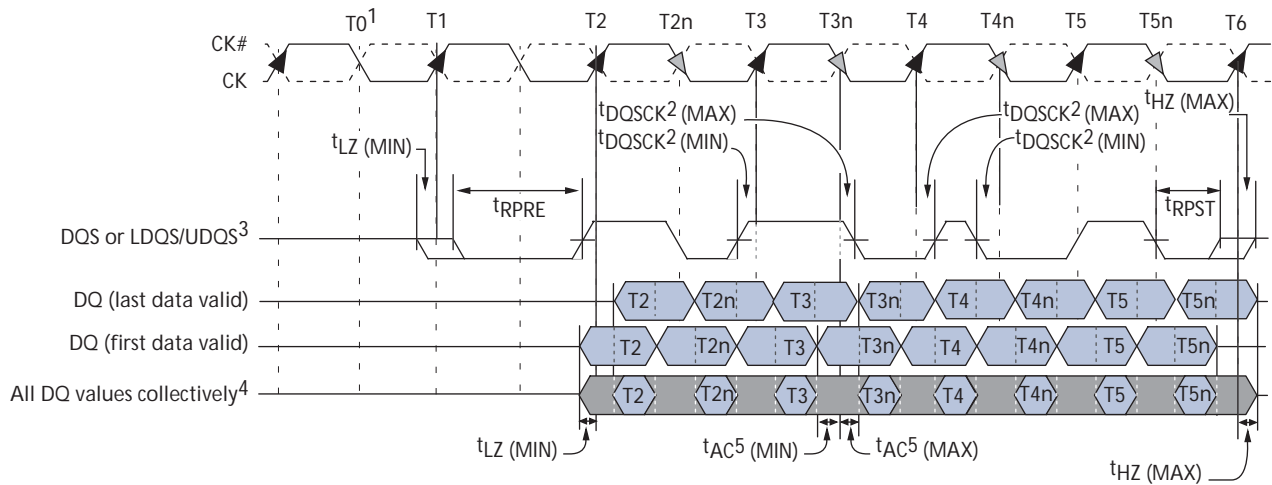 T0¹ T1 T2 T2n T3 T3n T4 T4n T5 T5n T6
CK#
CK
tHZ (MAX)
tDQSCK² (MAX) tDQSCK² (MAX)
tLZ (MIN) tDQSCK² (MIN) tDQSCK² (MIN)
tRPRE tRPST
DQS or LDQS/UDQS³
DQ (last data valid) T2 T2n T3 T3n T4 T4n T5 T5n
DQ (first data valid) T2 T2n T3 T3n T4 T4n T5 T5n
All DQ values collectively⁴ T2 T2n T3 T3n T4 T4n T5 T5n
tLZ (MIN) tAC⁵ (MIN) tAC⁵ (MAX)
tHZ (MAX)